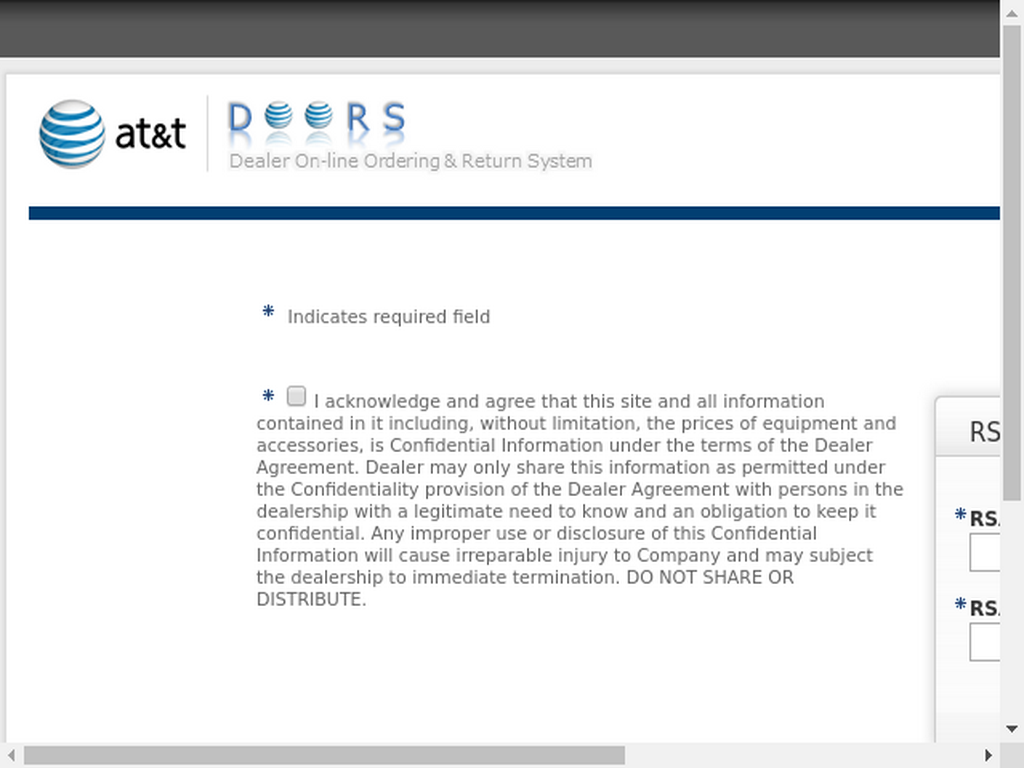 at&t
DOORS
Dealer On-line Ordering & Return System
* Indicates required field
* I acknowledge and agree that this site and all information
contained in it including, without limitation, the prices of equipment and
accessories, is Confidential Information under the terms of the Dealer
Agreement. Dealer may only share this information as permitted under
the Confidentiality provision of the Dealer Agreement with persons in the
dealership with a legitimate need to know and an obligation to keep it
confidential. Any improper use or disclosure of this Confidential
Information will cause irreparable injury to Company and may subject
the dealership to immediate termination. DO NOT SHARE OR
DISTRIBUTE.
RS
*
*